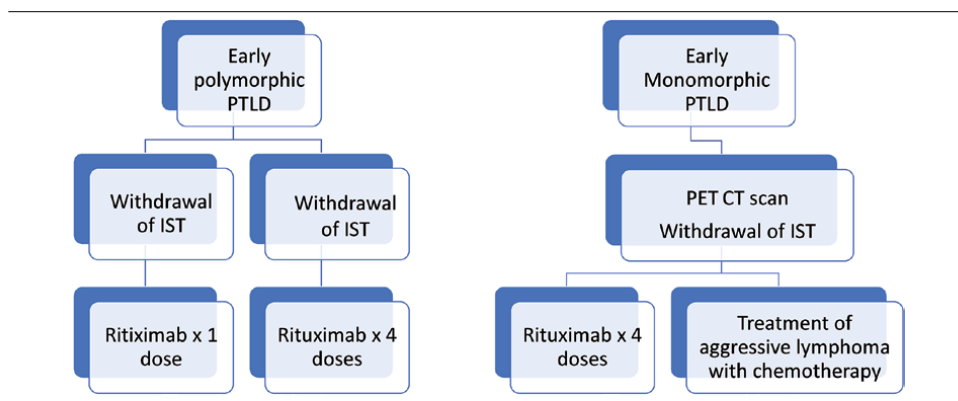 Early
polymorphic
PTLD
Withdrawal
of IST
Withdrawal
of IST
Ritiximab x 1
dose
Rituximab x 4
doses
Early
Monomorphic
PTLD
PET CT scan
Withdrawal of IST
Rituximab x 4
doses
Treatment of
aggressive lymphoma
with chemotherapy